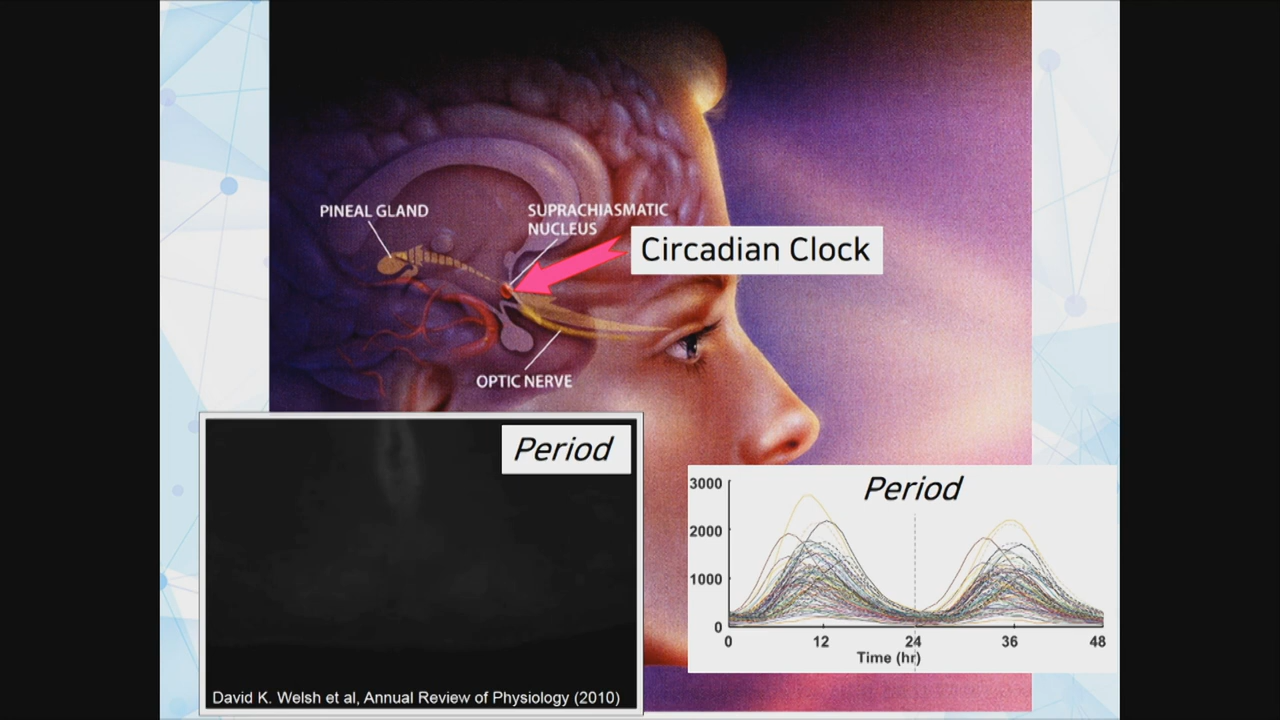 PINEAL GLAND
SUPRACHIASMATIC
NUCLEUS
Circadian Clock
OPTIC NERVE
Period
David K. Welsh et al, Annual Review of Physiology (2010)
Period
3000
2000
1000
0
0 12 24 36 48
Time (hr)